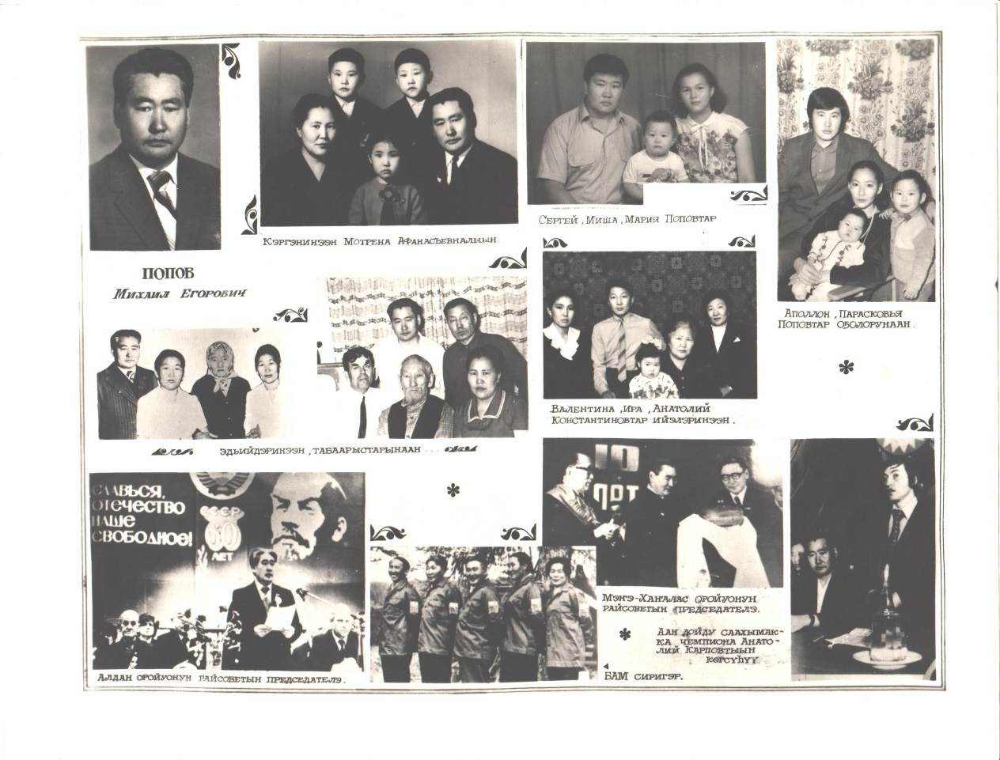 ПОПОВ
Михаил Егорович
Кэргэнинээн Мотрена Афанасьевналыын.
Сергей, Миша, Мария Поповтар
Аполлон, Парасковья
Поповтар оҕолорунаан.
Валентина, Ира, Анатолий
Константиновтар ийэлэринээн.
Эдьийдэринээн, табаарыстарынаан ...
СЛАВЬСЯ,
ОТЕЧЕСТВО
НАШЕ
СВОБОДНОЕ!
СССР
60
ЛЕТ
Алдан оройуонун райсоветын председателэ.
10
лет
Мэҥэ-Хаҥалас оройуонун
райсоветын председателэ.
Аан дойду саахымак-
ка чемпиона Анато-
лий Карповтыын
көрсүһүү
БАМ сиригэр.